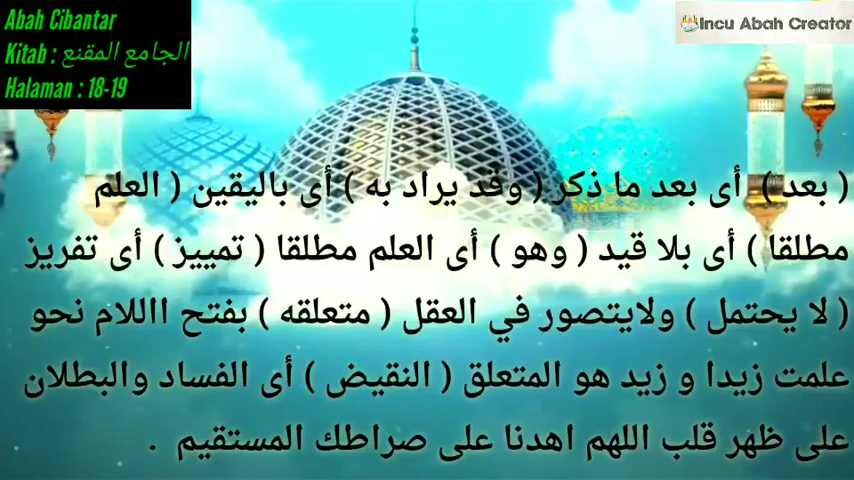 Abah Cibantar
Kitab : الجامع المقنع
Halaman : 18-19
Incu Abah Creator
( بعد ) أى بعد ما ذكر ( وقد يراد به ) أى باليقين ( العلم
مطلقا ) أى بلا قيد ( وهو ) أى العلم مطلقا ( تمييز ) أى تفريز
( لا يحتمل ) ولايتصور في العقل ( متعلقه ) بفتح االلام نحو
علمت زيدا و زيد هو المتعلق ( النقيض ) أى الفساد والبطلان
على ظهر قلب اللهم اهدنا على صراطك المستقيم .